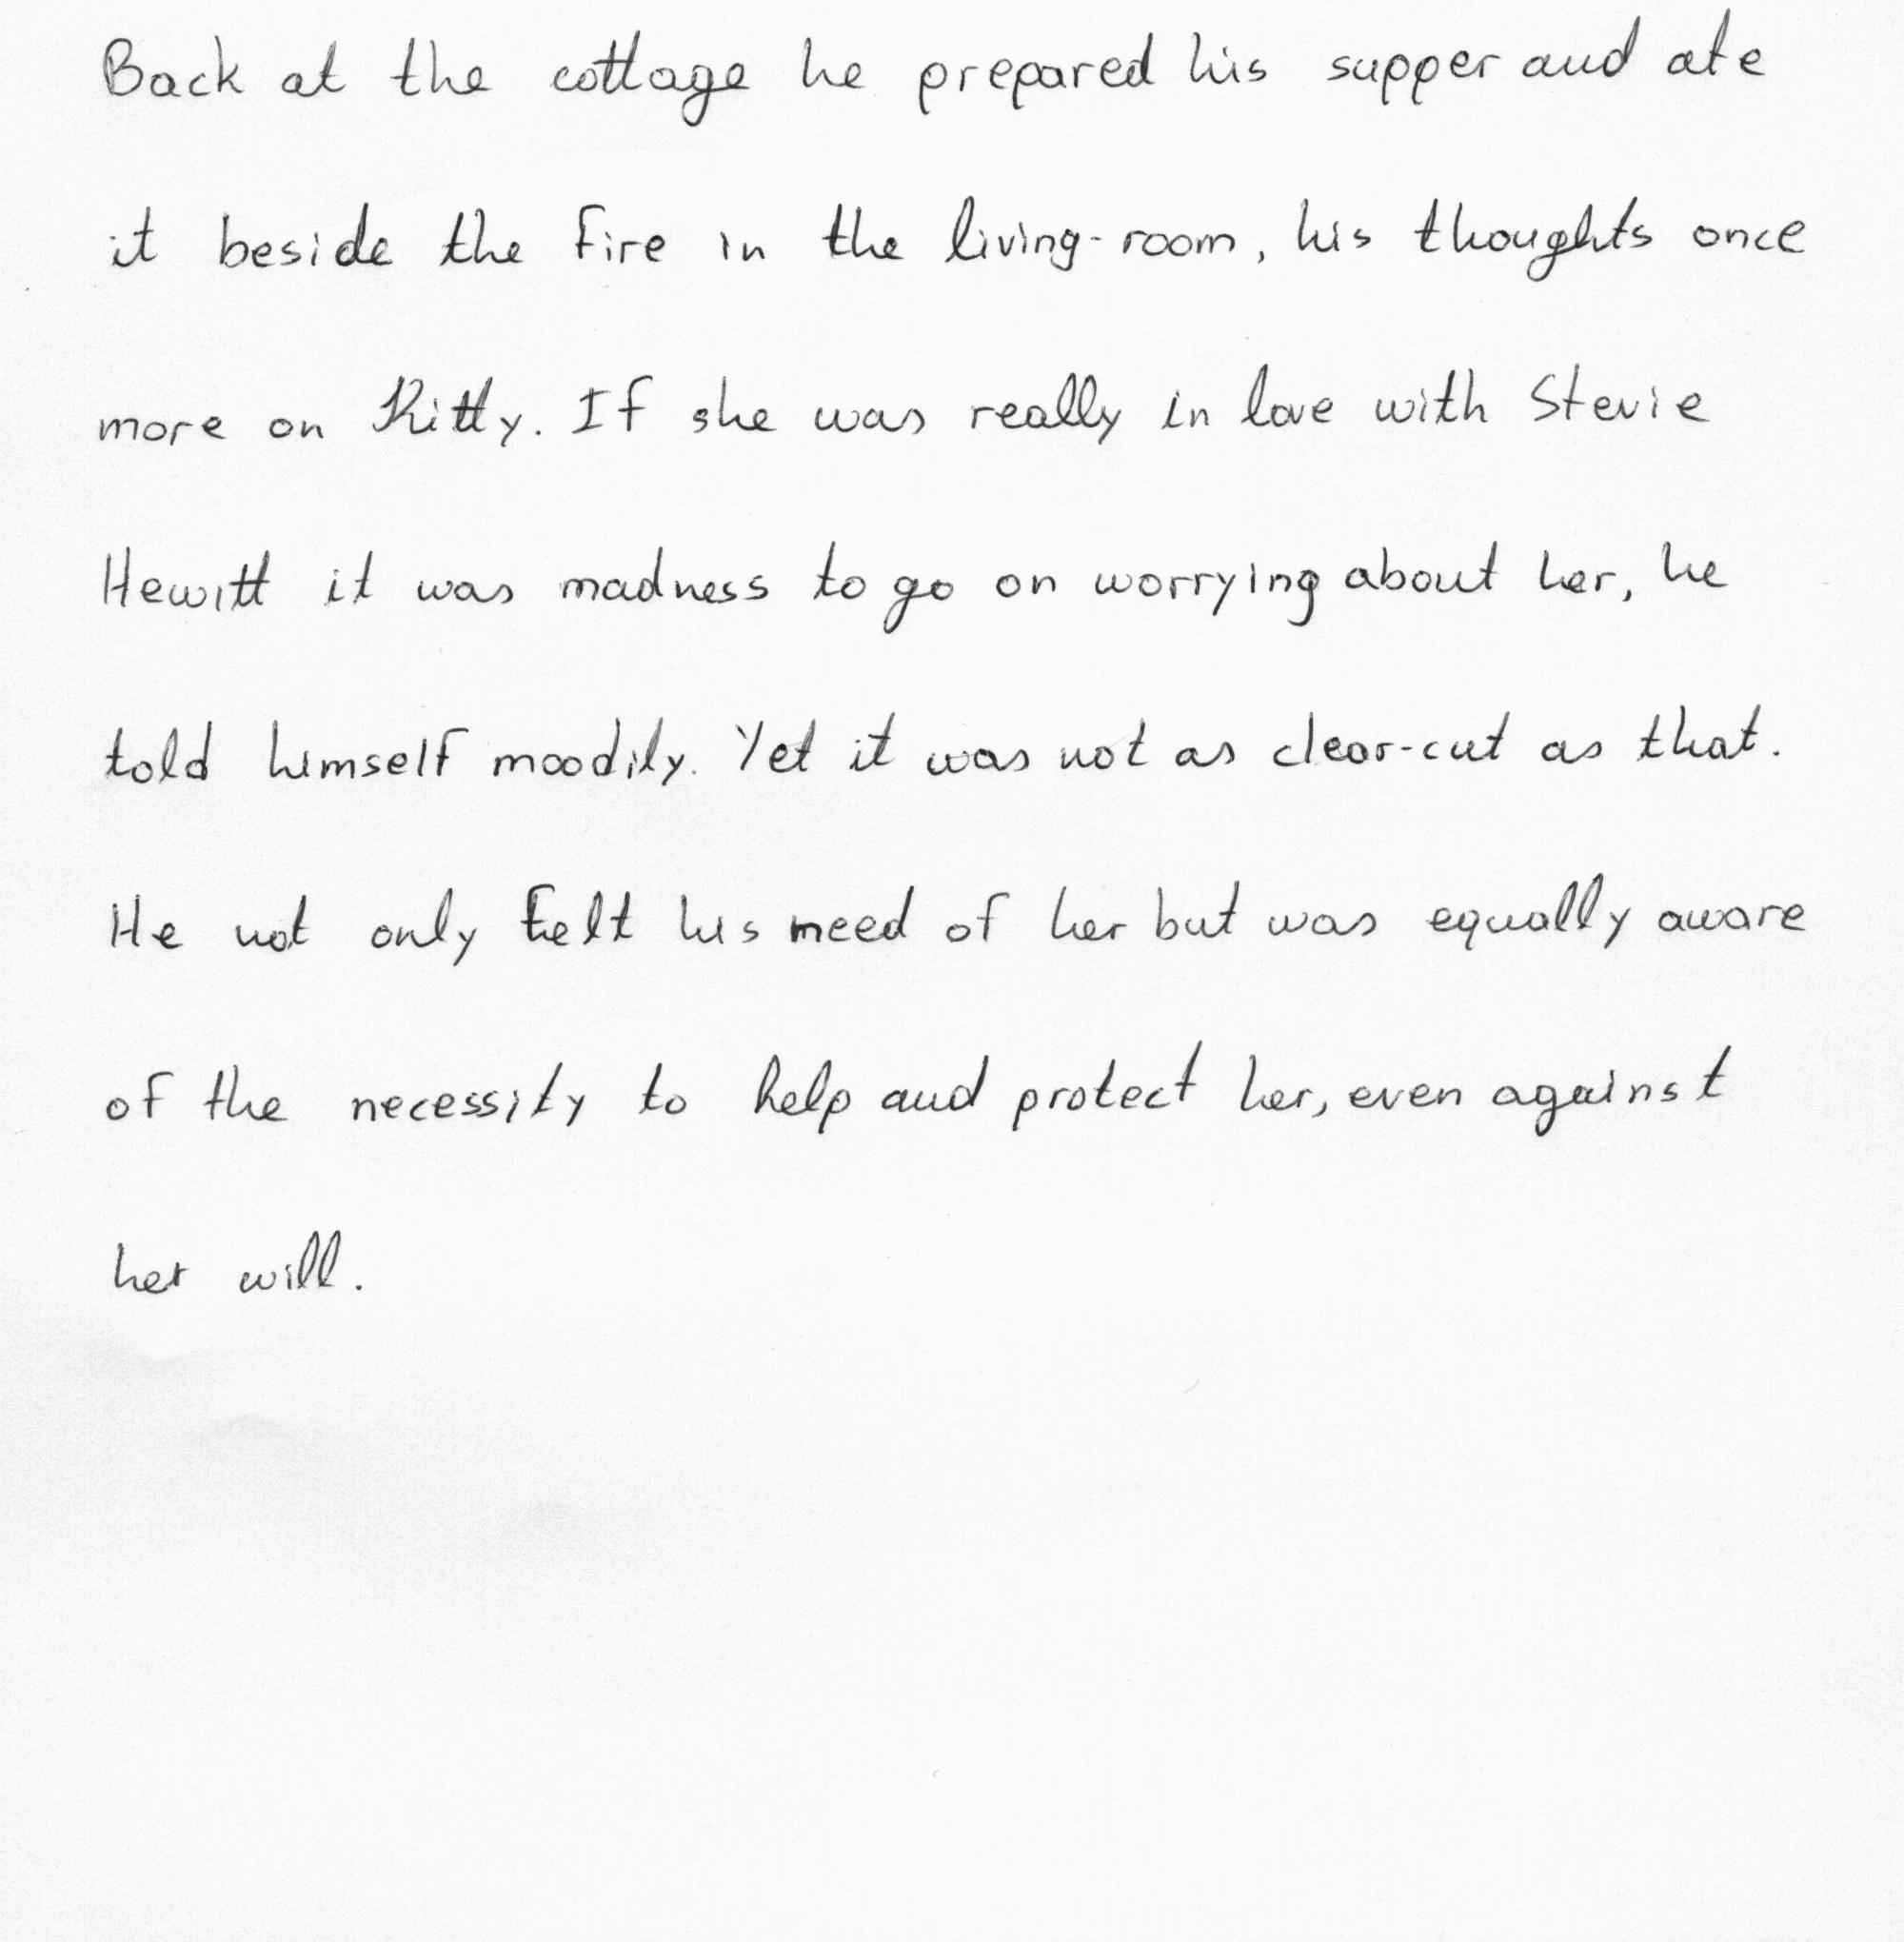 Back at the cottage he prepared his supper and ate
it beside the fire in the living-room, his thoughts once
more on Kitty. If she was really in love with Stevie
Hewitt it was madness to go on worrying about her, he
told himself moodily. Yet it was not as clear-cut as that.
He not only felt his need of her but was equally aware
of the necessity to help and protect her, even against
her will.